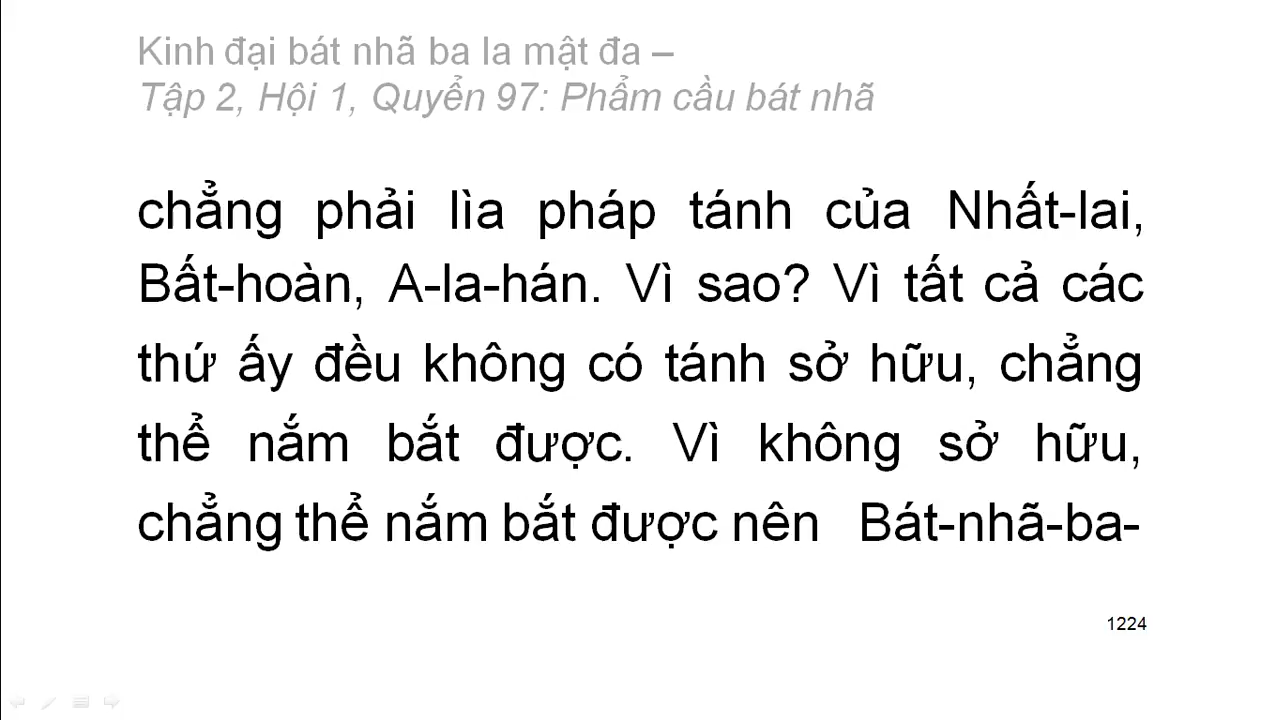 Kinh đại bát nhã ba la mật đa –
Tập 2, Hội 1, Quyển 97: Phẩm cầu bát nhã
chẳng phải lìa pháp tánh của Nhất-lai,
Bất-hoàn, A-la-hán. Vì sao? Vì tất cả các
thứ ấy đều không có tánh sở hữu, chẳng
thể nắm bắt được. Vì không sở hữu,
chẳng thể nắm bắt được nên Bát-nhã-ba-
1224